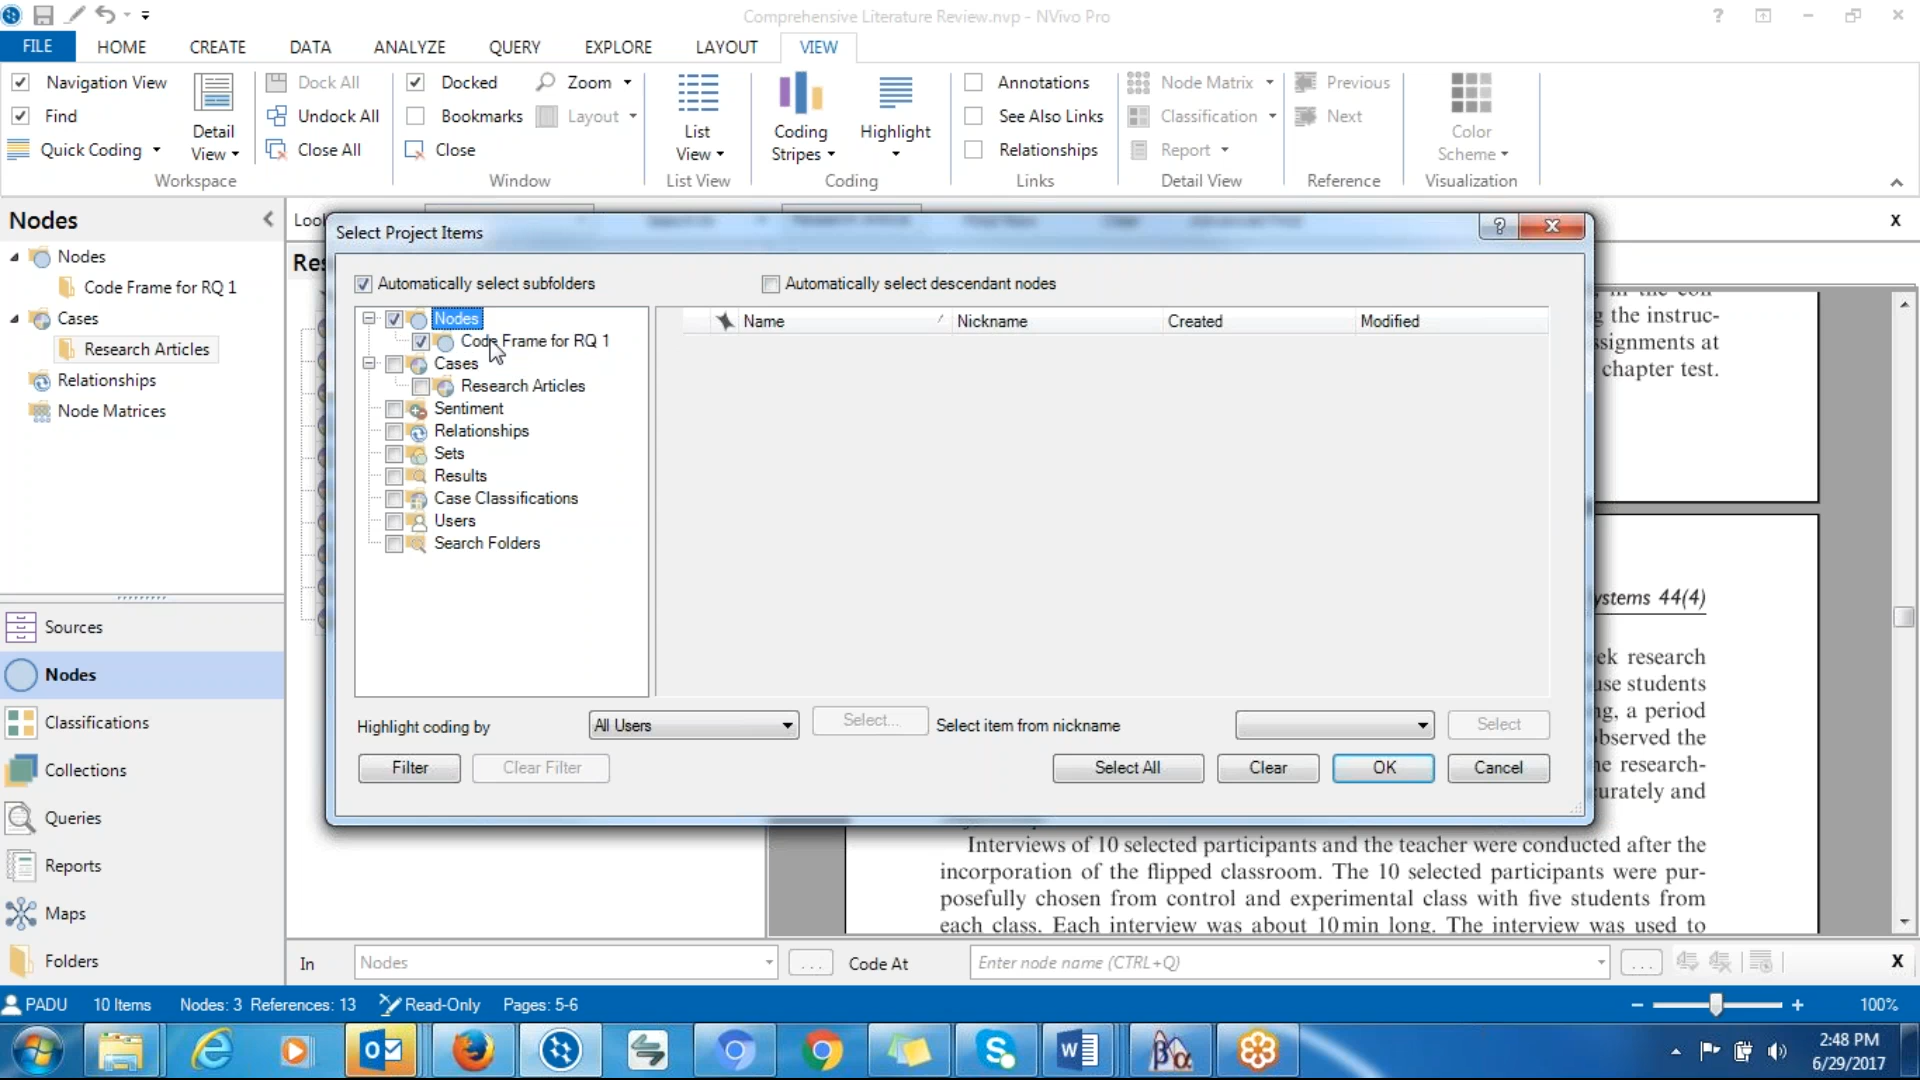 Comprehensive Literature Review.nvp - NVivo Pro
FILE HOME CREATE DATA ANALYZE QUERY EXPLORE LAYOUT VIEW
Navigation View
Find
Quick Coding
Detail
View
Workspace
Dock All
Undock All
Close All
Docked
Bookmarks
Close
Zoom
Layout
Window
List
View
List View
Coding
Stripes
Highlight
Coding
Annotations
See Also Links
Relationships
Links
Node Matrix
Classification
Report
Detail View
Previous
Next
Reference
Color
Scheme
Visualization
Nodes
Nodes
Code Frame for RQ 1
Cases
Research Articles
Relationships
Node Matrices
Sources
Nodes
Classifications
Collections
Queries
Reports
Maps
Folders
Select Project Items
Automatically select subfolders
Automatically select descendant nodes
Nodes
Code Frame for RQ 1
Cases
Research Articles
Sentiment
Relationships
Sets
Results
Case Classifications
Users
Search Folders
Name Nickname Created Modified
Highlight coding by All Users Select... Select item from nickname Select
Filter Clear Filter Select All Clear OK Cancel
the instruc-
signments at
chapter test.
ystems 44(4)
ek research
use students
ng, a period
observed the
he research-
curately and
Interviews of 10 selected participants and the teacher were conducted after the
incorporation of the flipped classroom. The 10 selected participants were pur-
posefully chosen from control and experimental class with five students from
each class. Each interview was about 10 min long. The interview was used to
In Nodes ... Code At Enter node name (CTRL+Q) ... X
PADU 10 Items Nodes: 3 References: 13 Read-Only Pages: 5-6 100%
2:48 PM
6/29/2017